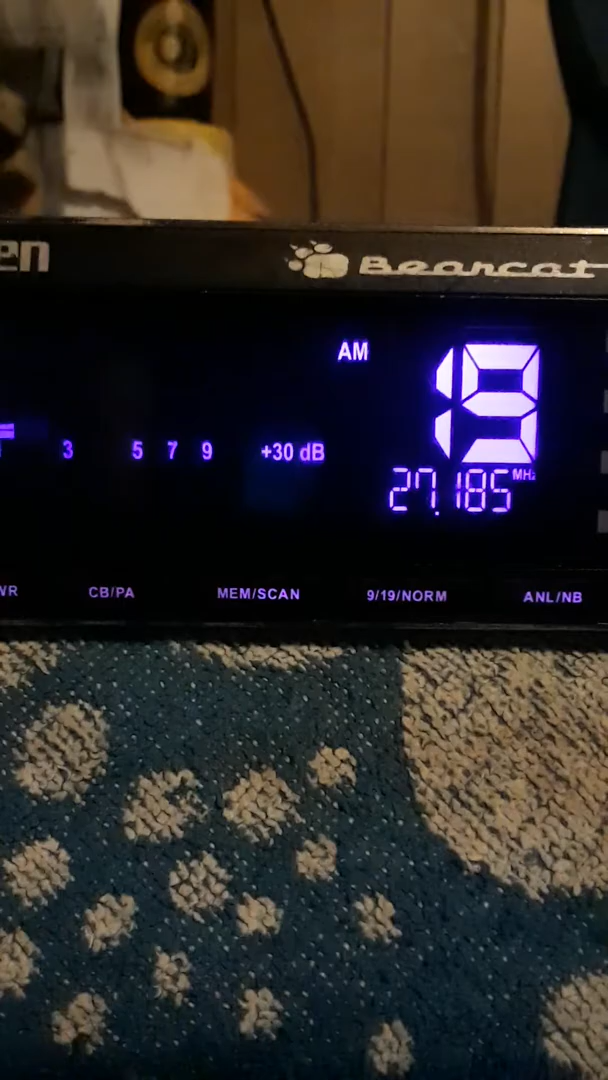 en Bearcat
AM 19
3 5 7 9 +30 dB
27.185 MHz
WR CB/PA MEM/SCAN 9/19/NORM ANL/NB